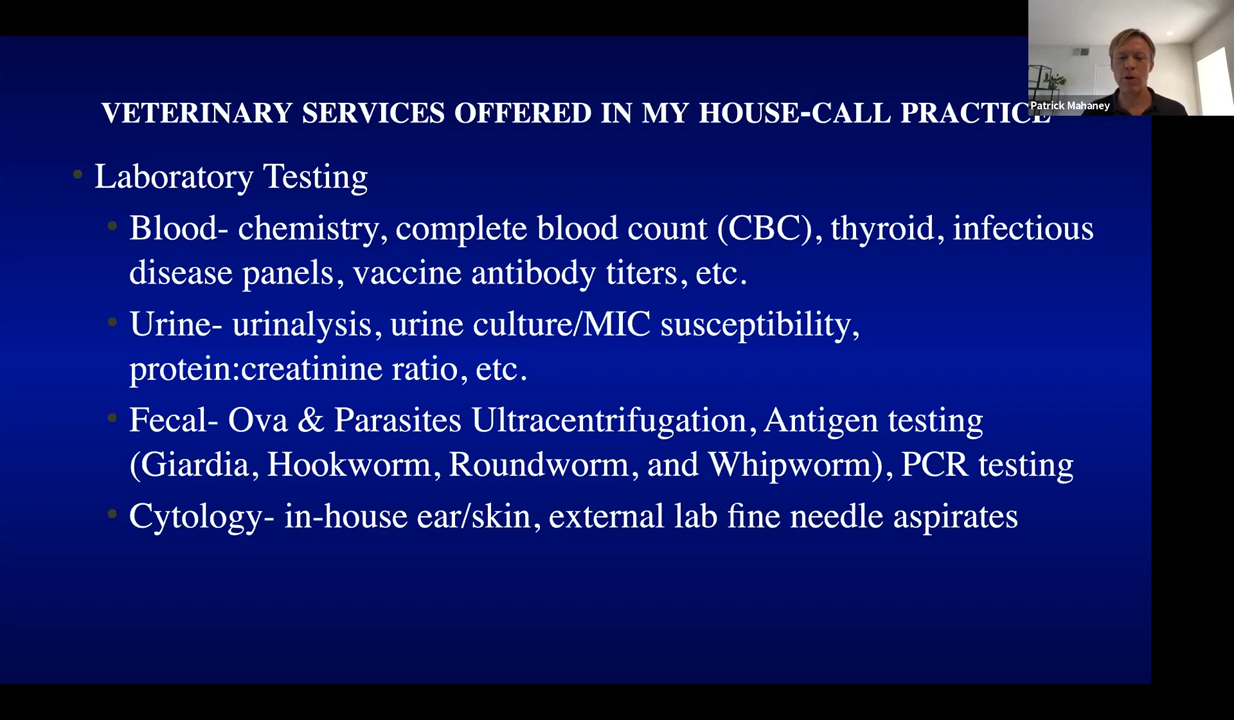 Patrick Mahaney
VETERINARY SERVICES OFFERED IN MY HOUSE-CALL PRACTICE
• Laboratory Testing
• Blood- chemistry, complete blood count (CBC), thyroid, infectious
disease panels, vaccine antibody titers, etc.
• Urine- urinalysis, urine culture/MIC susceptibility,
protein:creatinine ratio, etc.
• Fecal- Ova & Parasites Ultracentrifugation, Antigen testing
(Giardia, Hookworm, Roundworm, and Whipworm), PCR testing
• Cytology- in-house ear/skin, external lab fine needle aspirates